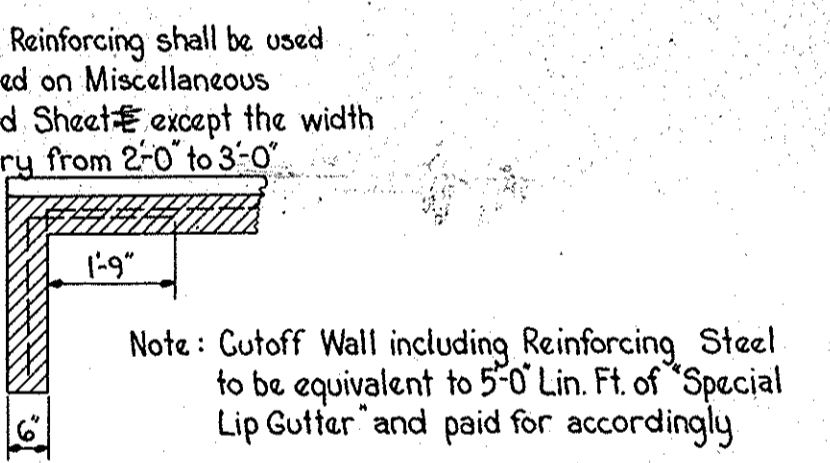 Reinforcing shall be used
ed on Miscellaneous
d Sheet except the width
ry from 2'-0" to 3'-0"
1'-9"
Note: Cutoff Wall including Reinforcing Steel
to be equivalent to 5'-0" Lin. Ft. of "Special
Lip Gutter" and paid for accordingly
6"